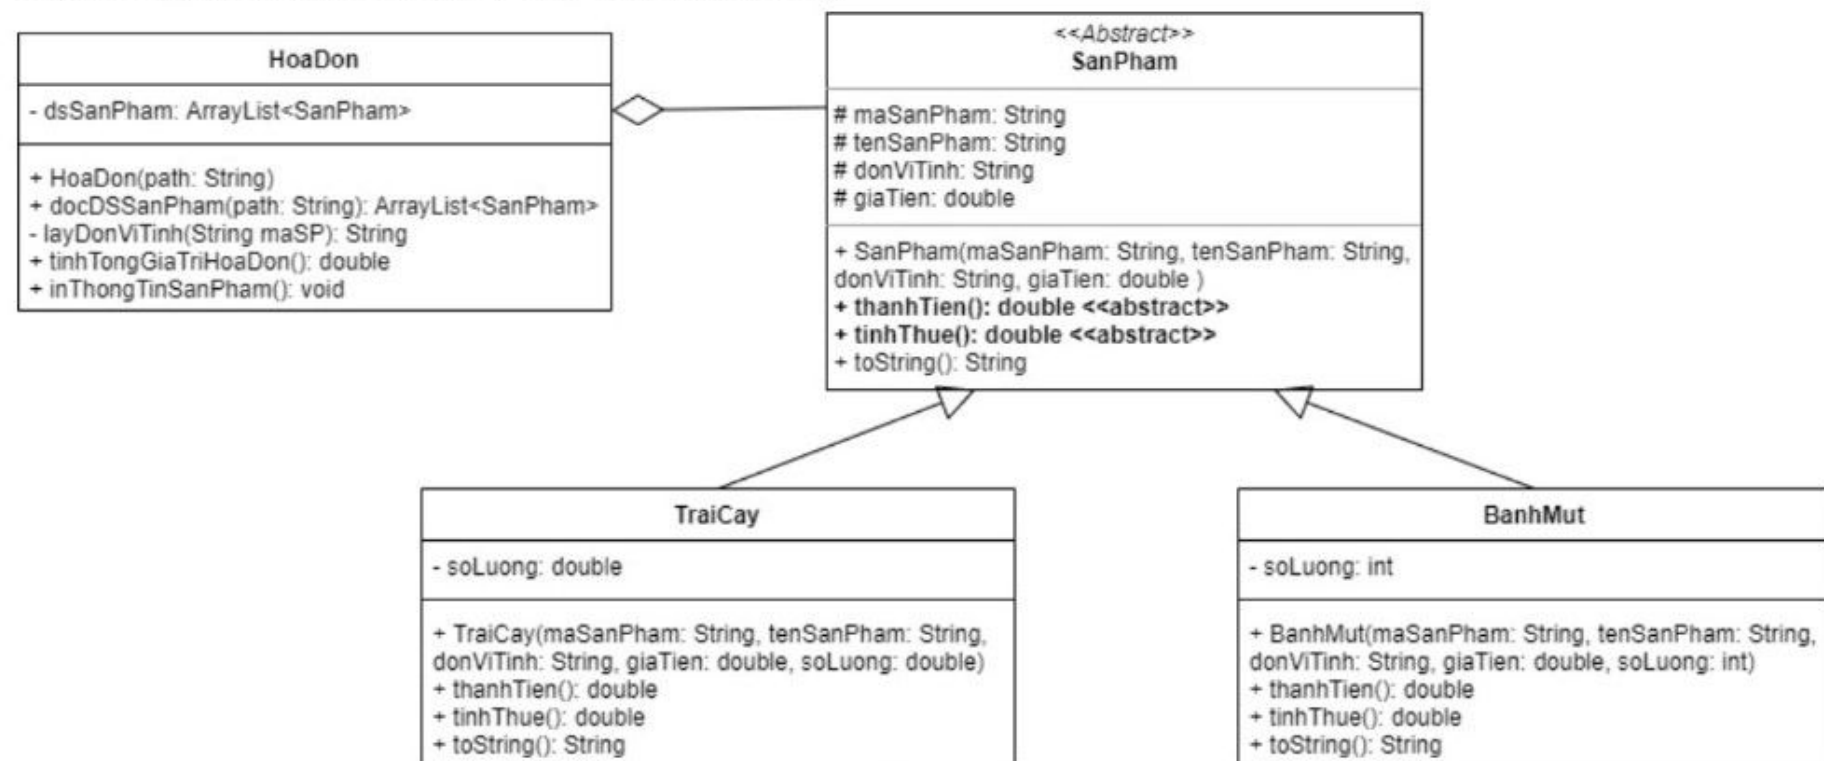 HoaDon
- dsSanPham: ArrayList<SanPham>
+ HoaDon(path: String)
+ docDSSanPham(path: String): ArrayList<SanPham>
- layDonViTinh(String maSP): String
+ tinhTongGiaTriHoaDon(): double
+ inThongTinSanPham(): void
<<Abstract>>
SanPham
# maSanPham: String
# tenSanPham: String
# donViTinh: String
# giaTien: double
+ SanPham(maSanPham: String, tenSanPham: String,
donViTinh: String, giaTien: double )
+ thanhTien(): double <<abstract>>
+ tinhThue(): double <<abstract>>
+ toString(): String
TraiCay
- soLuong: double
+ TraiCay(maSanPham: String, tenSanPham: String,
donViTinh: String, giaTien: double, soLuong: double)
+ thanhTien(): double
+ tinhThue(): double
+ toString(): String
BanhMut
- soLuong: int
+ BanhMut(maSanPham: String, tenSanPham: String,
donViTinh: String, giaTien: double, soLuong: int)
+ thanhTien(): double
+ tinhThue(): double
+ toString(): String